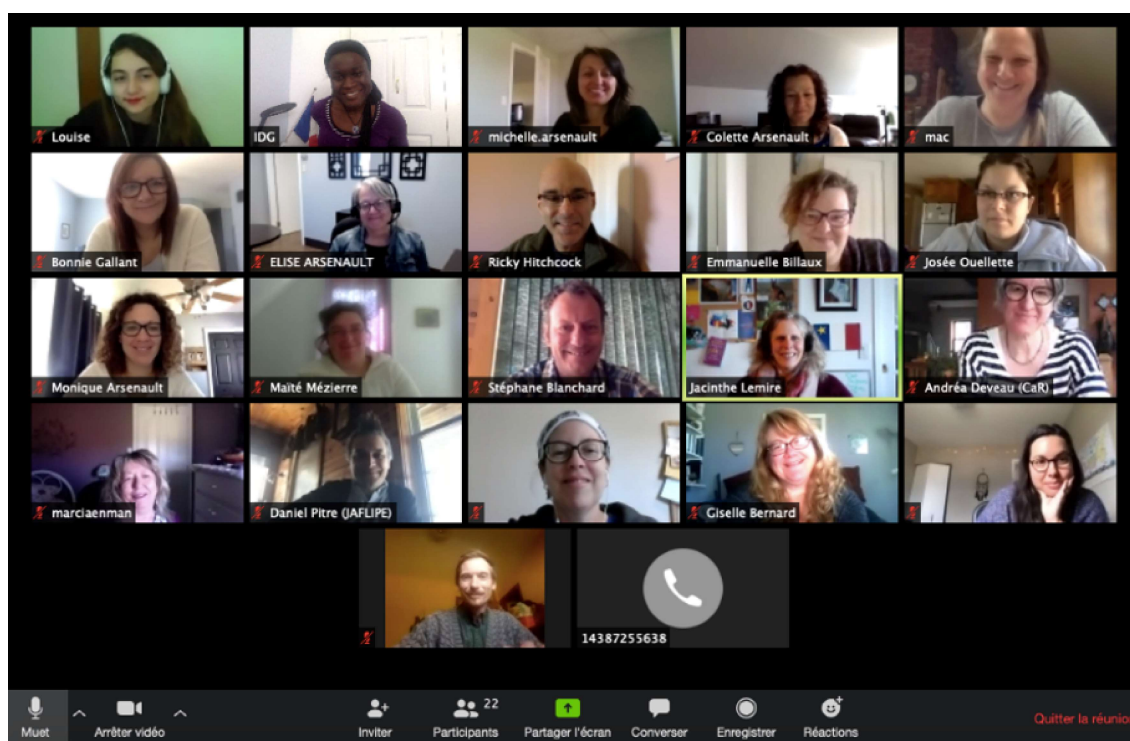 Louise
IDG
michelle.arsenault
Colette Arsenault
mac
Bonnie Gallant
ELISE ARSENAULT
Ricky Hitchcock
Emmanuelle Billaux
Josée Ouellette
Monique Arsenault
Maïté Mézierre
Stéphane Blanchard
Jacinthe Lemire
Andréa Deveau (CaR)
marciaenman
Daniel Pitre (JAFLIPE)
Giselle Bernard
14387255638
Muet
Arrêter vidéo
Inviter
Participants
22
Partager l'écran
Converser
Enregistrer
Réactions
Quitter la réunio